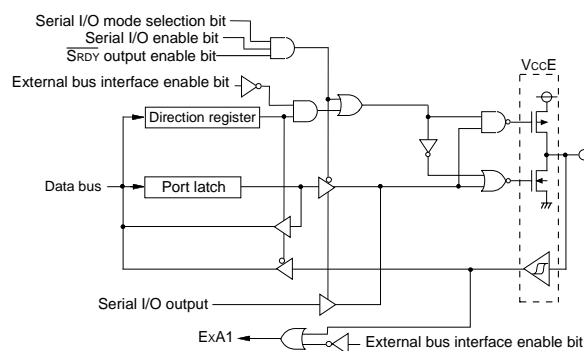 Serial I/O mode selection bit
Serial I/O enable bit
SRDY output enable bit
External bus interface enable bit
VCCE
Direction register
Data bus
Port latch
Serial I/O output
EXA1
External bus interface enable bit